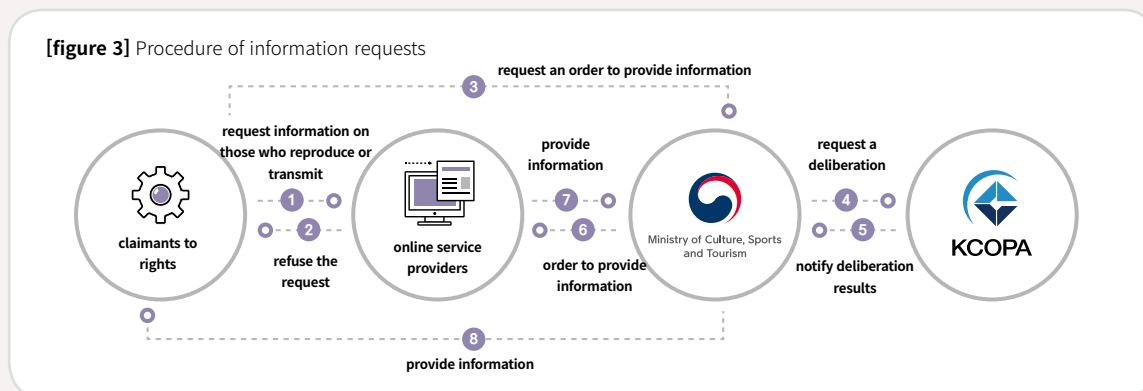 [figure 3] Procedure of information requests
3
request an order to provide information
request information on
those who reproduce or
transmit
1
2
refuse the
request
claimants to
rights
online service
providers
provide
information
7
6
order to provide
information
Ministry of Culture, Sports
and Tourism
request a
deliberation
4
5
notify deliberation
results
KCOPA
8
provide information